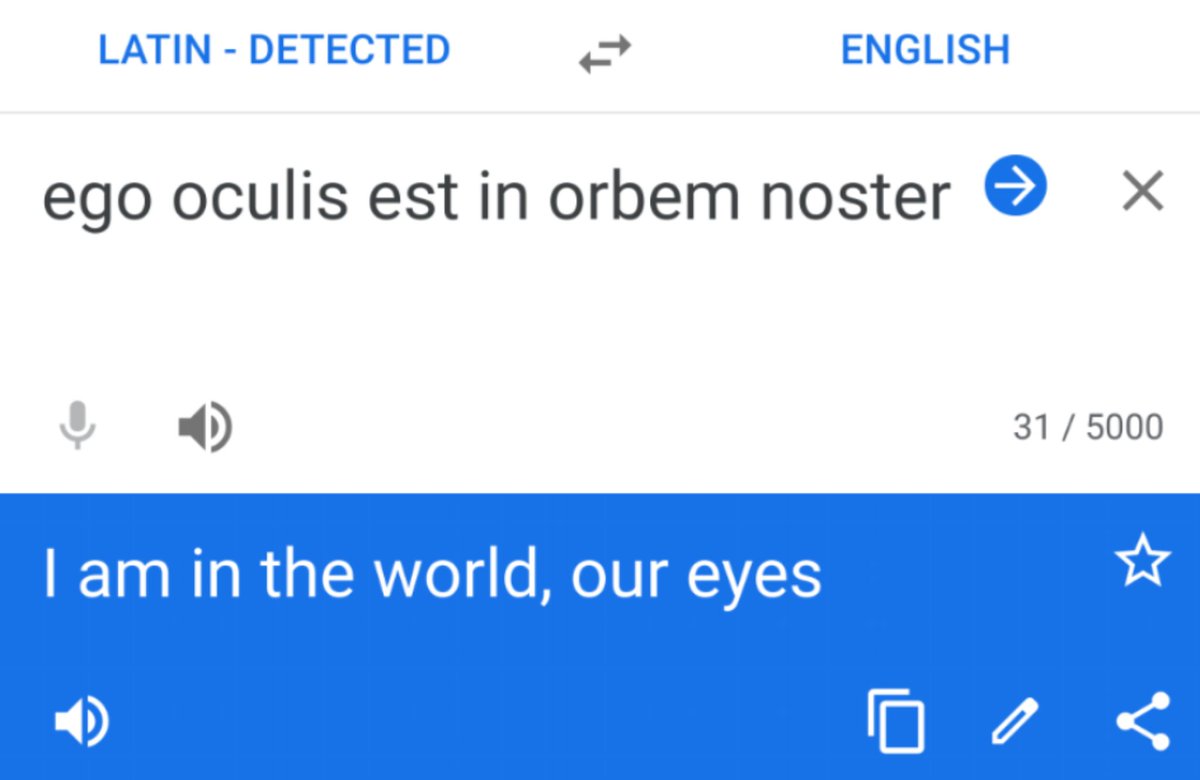 LATIN - DETECTED ENGLISH
ego oculis est in orbem noster
31 / 5000
I am in the world, our eyes